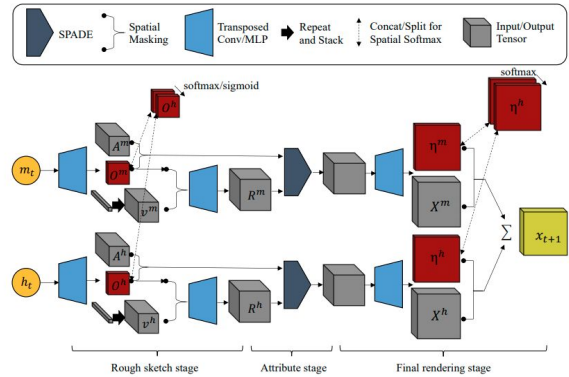 SPADE
Spatial
Masking
Transposed
Conv/MLP
Repeat
and Stack
Concat/Split for
Spatial Softmax
Input/Output
Tensor
softmax/sigmoid
O^h
softmax
η^h
A^m
m_t
O^m
v^m
R^m
η^m
X^m
A^h
h_t
O^h
v^h
R^h
η^h
X^h
Σ
x_{t+1}
Rough sketch stage
Attribute stage
Final rendering stage